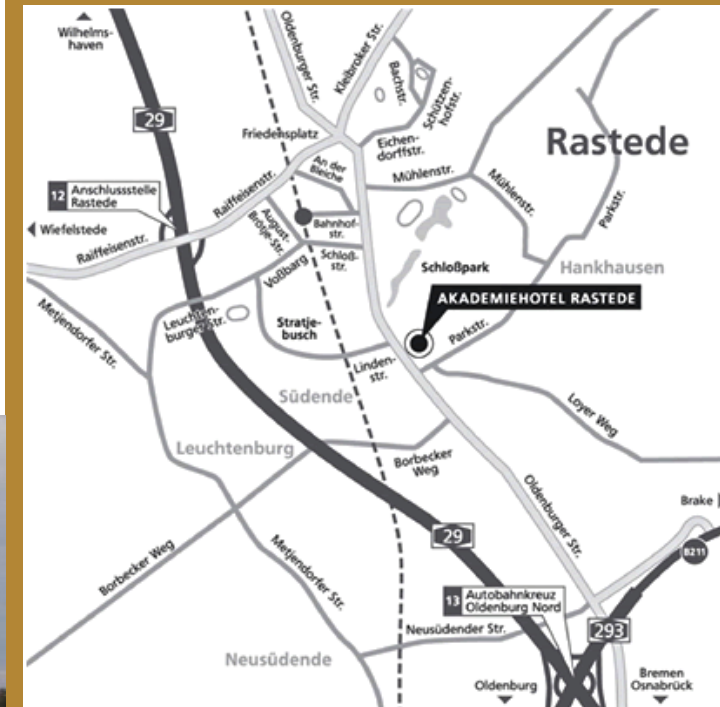 Wilhelms-
haven
29
12
Anschlussstelle
Rastede
Wiefelstede
Raiffeisenstr.
Raiffeisenstr.
Friedensplatz
Oldenburger Str.
Kleibroker Str.
Bachstr.
Schützen-
hofstr.
Eichen-
dorffstr.
An der
Bleiche
Mühlenstr.
Mühlenstr.
Rastede
Parkstr.
August-
Brötje-Str.
Bahnhof-
str.
Schloß-
str.
Voßbarg
Schloßpark
Hankhausen
AKADEMIEHOTEL RASTEDE
Parkstr.
Metjendorfer Str.
Leuchten-
burger Str.
Stratje-
busch
Linden-
str.
Südende
Loyer Weg
Leuchtenburg
Borbecker
Weg
Oldenburger Str.
Brake
B211
29
Borbecker Weg
Metjendorfer Str.
13
Autobahnkreuz
Oldenburg Nord
Neusüdender Str.
293
Neusüdende
Oldenburg
Bremen
Osnabrück